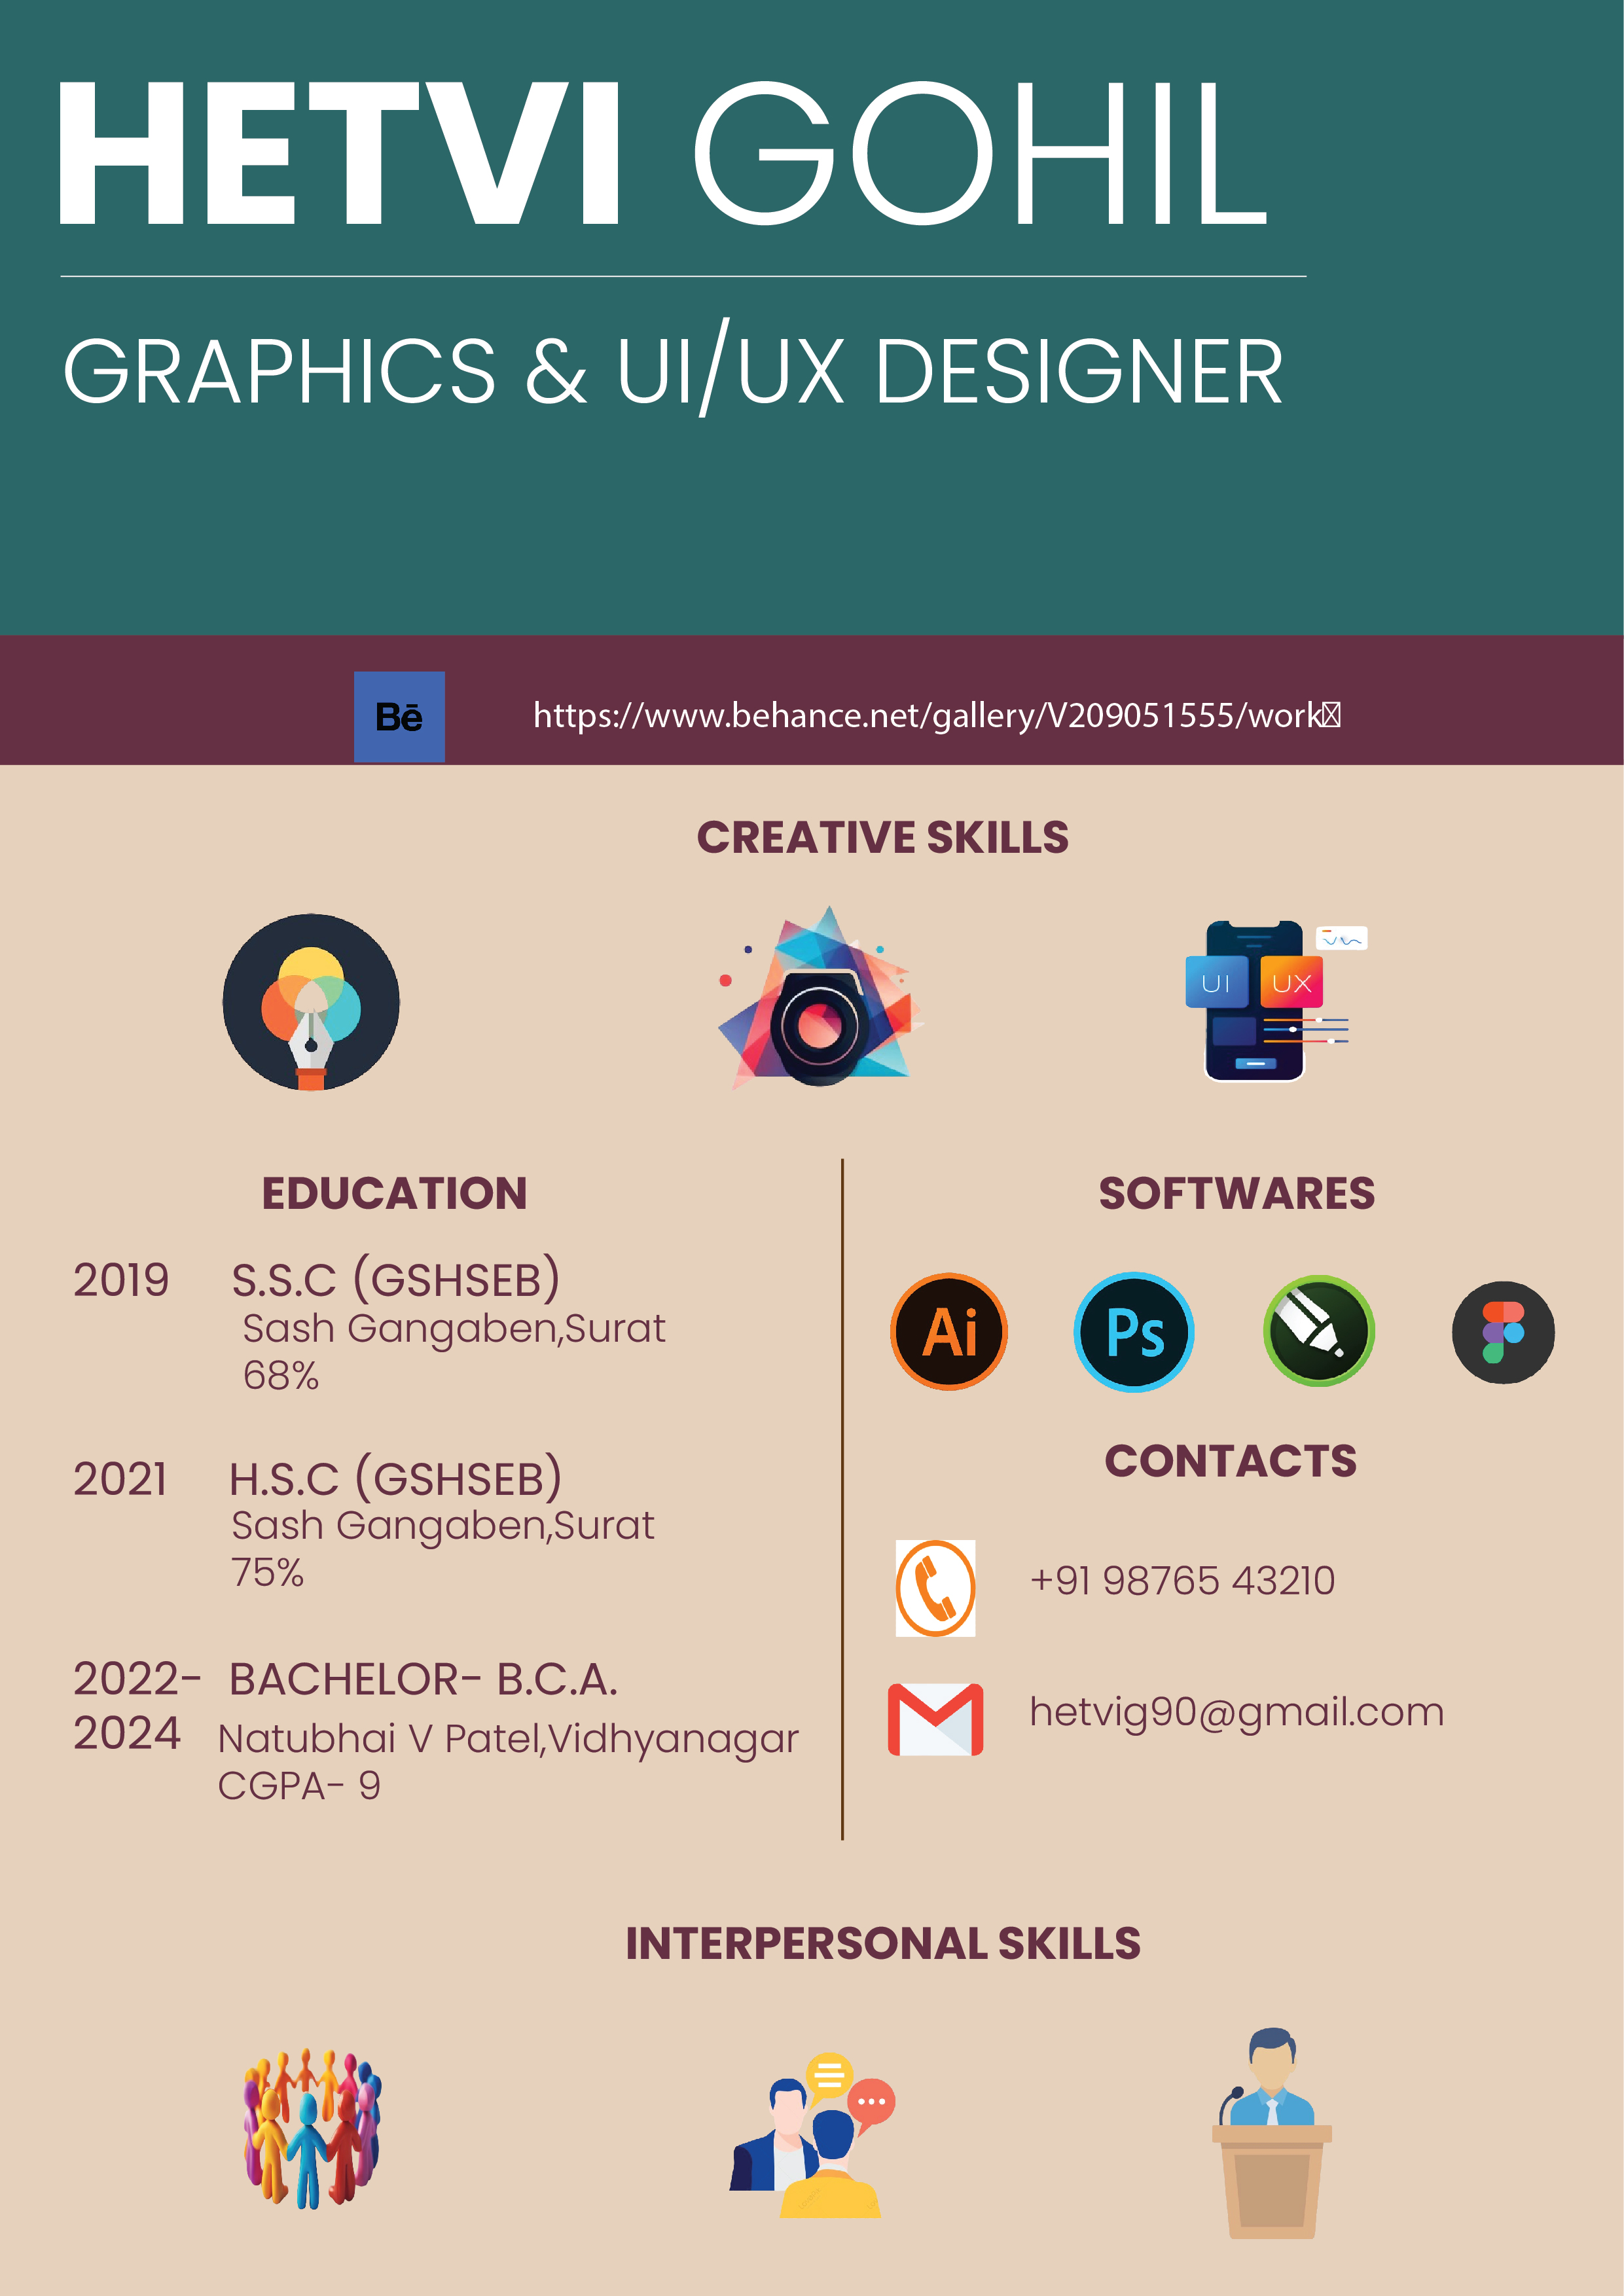 HETVI GOHIL
GRAPHICS & UI/UX DESIGNER
Bē
https://www.behance.net/gallery/V209051555/work
CREATIVE SKILLS
UI UX
EDUCATION
2019 S.S.C (GSHSEB)
Sash Gangaben,Surat
68%
2021 H.S.C (GSHSEB)
Sash Gangaben,Surat
75%
2022- BACHELOR- B.C.A.
2024 Natubhai V Patel,Vidhyanagar
CGPA- 9
SOFTWARES
Ai Ps
CONTACTS
+91 98765 43210
hetvig90@gmail.com
INTERPERSONAL SKILLS